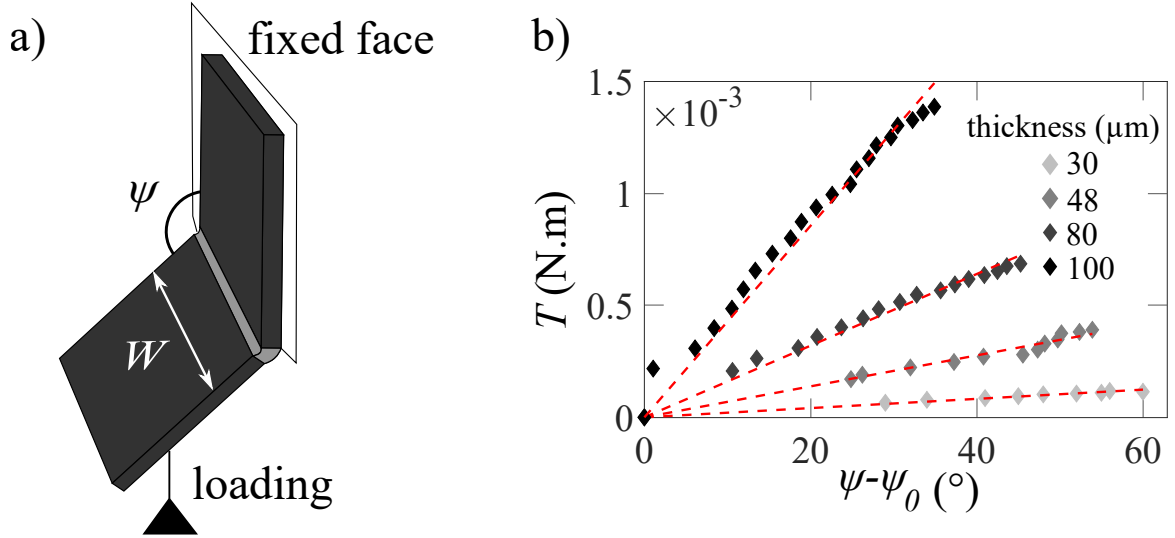 a)
fixed face
ψ
W
loading
b)
×10⁻³
T (N.m)
1.5
1
0.5
0
0
20
40
60
ψ-ψ₀ (°)
thickness (µm)
30
48
80
100